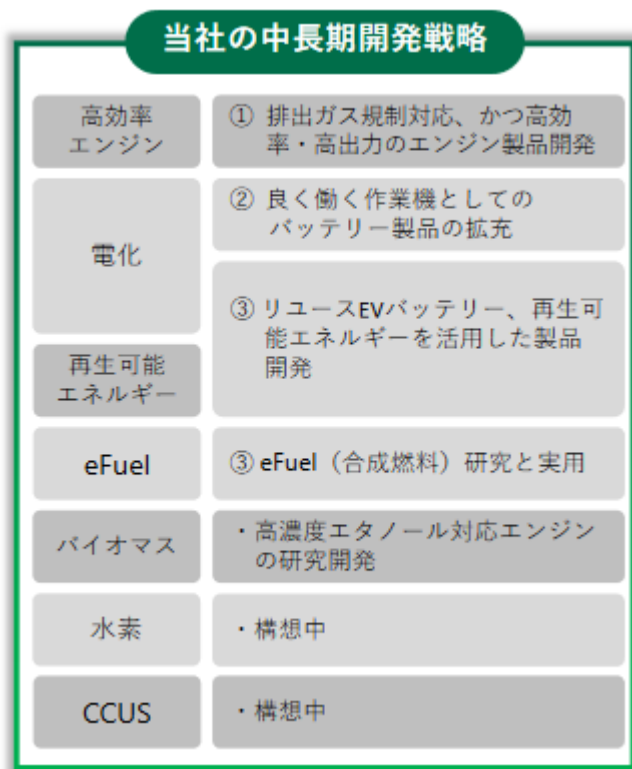 当社の中長期開発戦略
高効率
エンジン
① 排出ガス規制対応、かつ高効
率・高出力のエンジン製品開発
電化
② 良く働く作業機としての
バッテリー製品の拡充
③ リユースEVバッテリー、再生可
能エネルギーを活用した製品
開発
再生可能
エネルギー
eFuel
③ eFuel（合成燃料）研究と実用
バイオマス
・高濃度エタノール対応エンジン
の研究開発
水素
・構想中
CCUS
・構想中